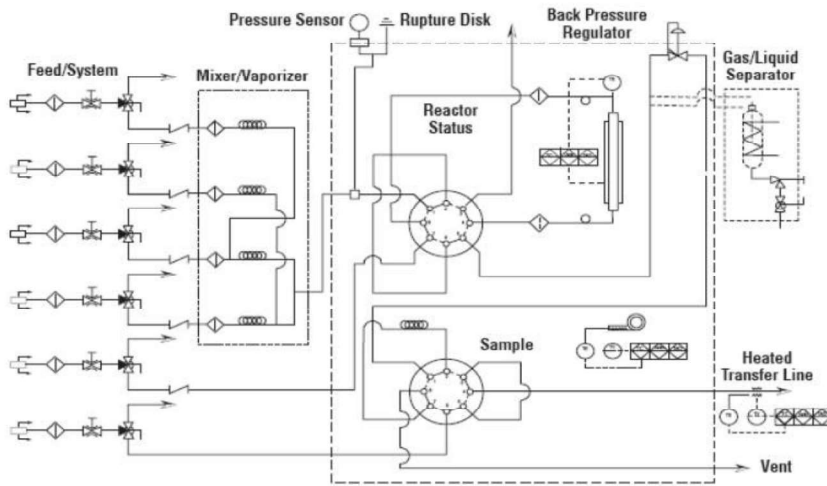 Pressure Sensor
Rupture Disk
Back Pressure
Regulator
Feed/System
Mixer/Vaporizer
Gas/Liquid
Separator
Reactor
Status
Sample
Heated
Transfer Line
Vent